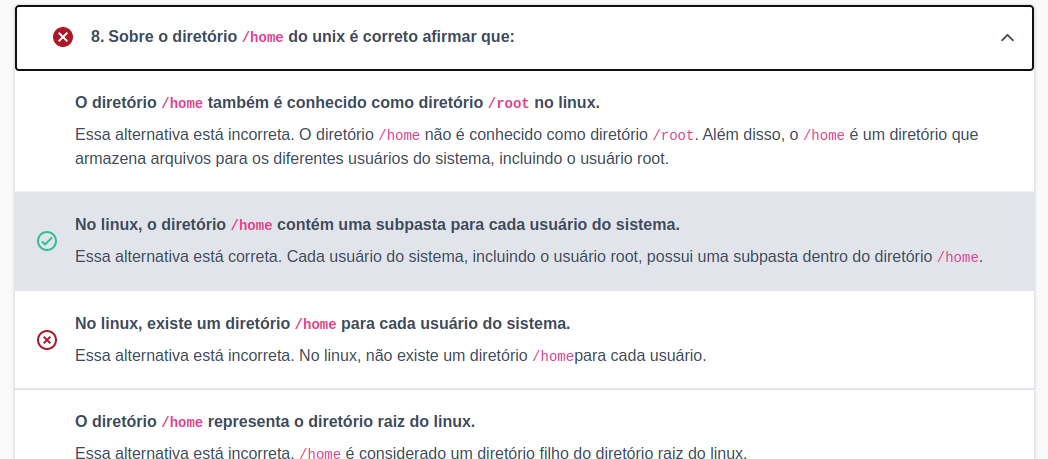 8. Sobre o diretório /home do unix é correto afirmar que:
O diretório /home também é conhecido como diretório /root no linux.
Essa alternativa está incorreta. O diretório /home não é conhecido como diretório /root. Além disso, o /home é um diretório que
armazena arquivos para os diferentes usuários do sistema, incluindo o usuário root.
No linux, o diretório /home contém uma subpasta para cada usuário do sistema.
Essa alternativa está correta. Cada usuário do sistema, incluindo o usuário root, possui uma subpasta dentro do diretório /home.
No linux, existe um diretório /home para cada usuário do sistema.
Essa alternativa está incorreta. No linux, não existe um diretório /homepara cada usuário.
O diretório /home representa o diretório raiz do linux.
Essa alternativa está incorreta. /home é considerado um diretório filho do diretório raiz do linux.